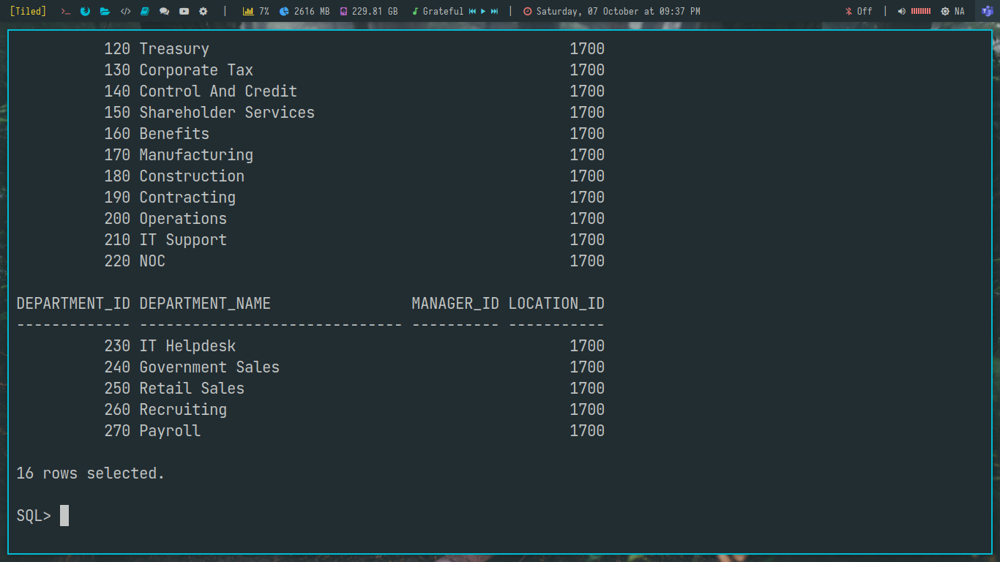 [Tiled] | 7% 2616 MB 229.81 GB Grateful | Saturday, 07 October at 09:37 PM Off | NA
120 Treasury 1700
130 Corporate Tax 1700
140 Control And Credit 1700
150 Shareholder Services 1700
160 Benefits 1700
170 Manufacturing 1700
180 Construction 1700
190 Contracting 1700
200 Operations 1700
210 IT Support 1700
220 NOC 1700
DEPARTMENT_ID DEPARTMENT_NAME MANAGER_ID LOCATION_ID
------------- ------------------------------ ---------- -----------
230 IT Helpdesk 1700
240 Government Sales 1700
250 Retail Sales 1700
260 Recruiting 1700
270 Payroll 1700
16 rows selected.
SQL>